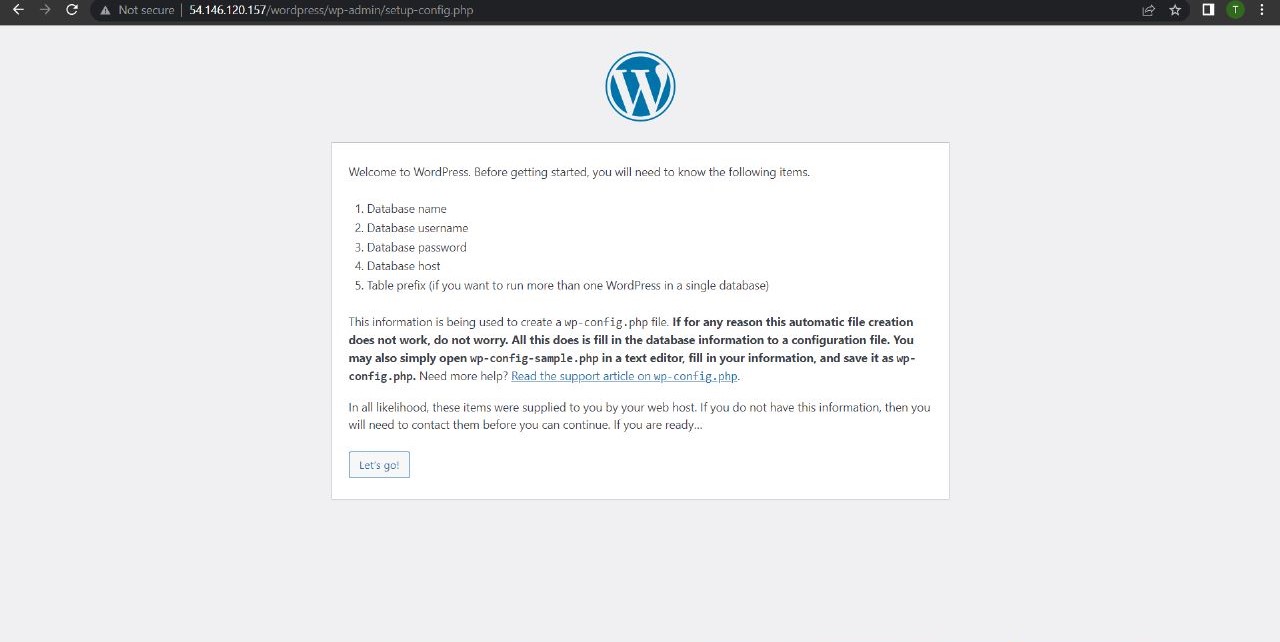 Not secure | 54.146.120.157/wordpress/wp-admin/setup-config.php
T
W
Welcome to WordPress. Before getting started, you will need to know the following items.
1. Database name
2. Database username
3. Database password
4. Database host
5. Table prefix (if you want to run more than one WordPress in a single database)
This information is being used to create a wp-config.php file. If for any reason this automatic file creation
does not work, do not worry. All this does is fill in the database information to a configuration file. You
may also simply open wp-config-sample.php in a text editor, fill in your information, and save it as wp-
config.php. Need more help? Read the support article on wp-config.php.
In all likelihood, these items were supplied to you by your web host. If you do not have this information, then you
will need to contact them before you can continue. If you are ready…
Let's go!